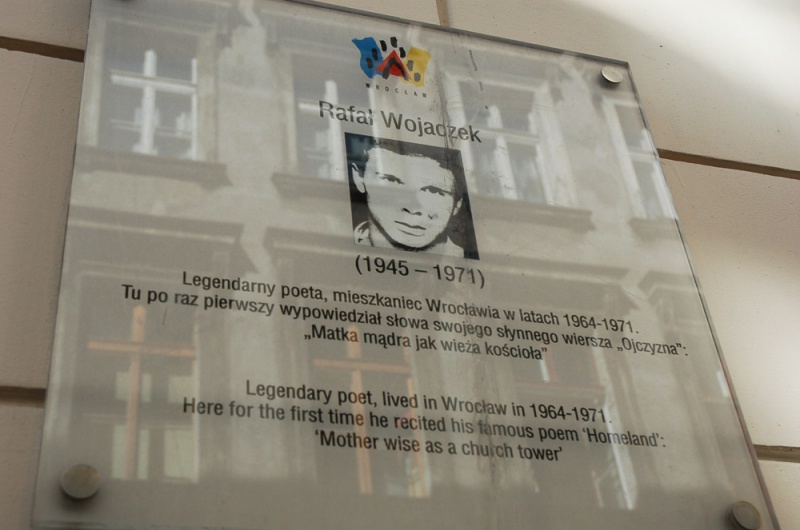 WROCŁAW
Rafał Wojaczek
(1945 – 1971)
Legendarny poeta, mieszkaniec Wrocławia w latach 1964-1971.
Tu po raz pierwszy wypowiedział słowa swojego słynnego wiersza „Ojczyzna”:
„Matka mądra jak wieża kościoła”
Legendary poet, lived in Wrocław in 1964-1971.
Here for the first time he recited his famous poem ‘Homeland’:
‘Mother wise as a church tower’